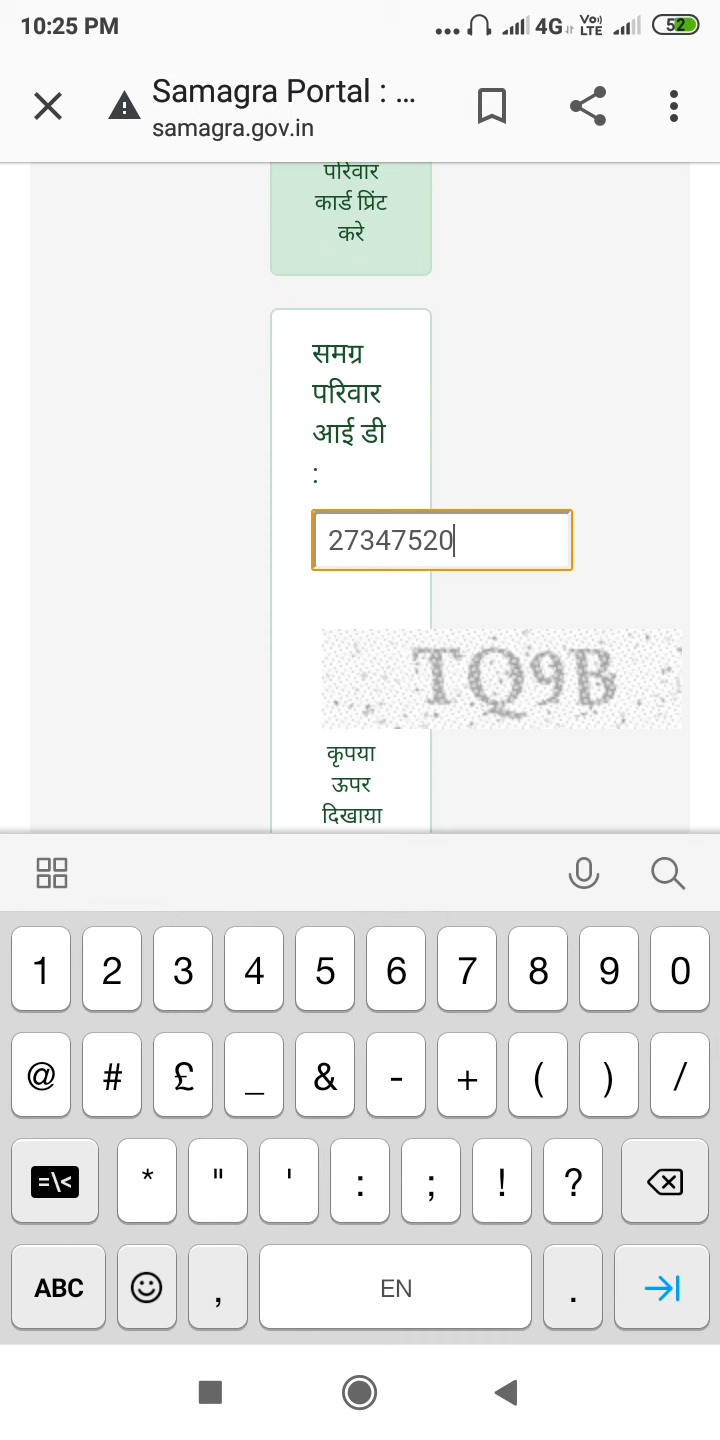 10:25 PM
4G Vo)) LTE 52
Samagra Portal : ...
samagra.gov.in
परिवार
कार्ड प्रिंट
करे
समग्र
परिवार
आई डी
:
27347520
TQ9B
कृपया
ऊपर
दिखाया
1 2 3 4 5 6 7 8 9 0
@ # £ _ & - + ( ) /
=\< * " ' : ; ! ?
ABC , EN .